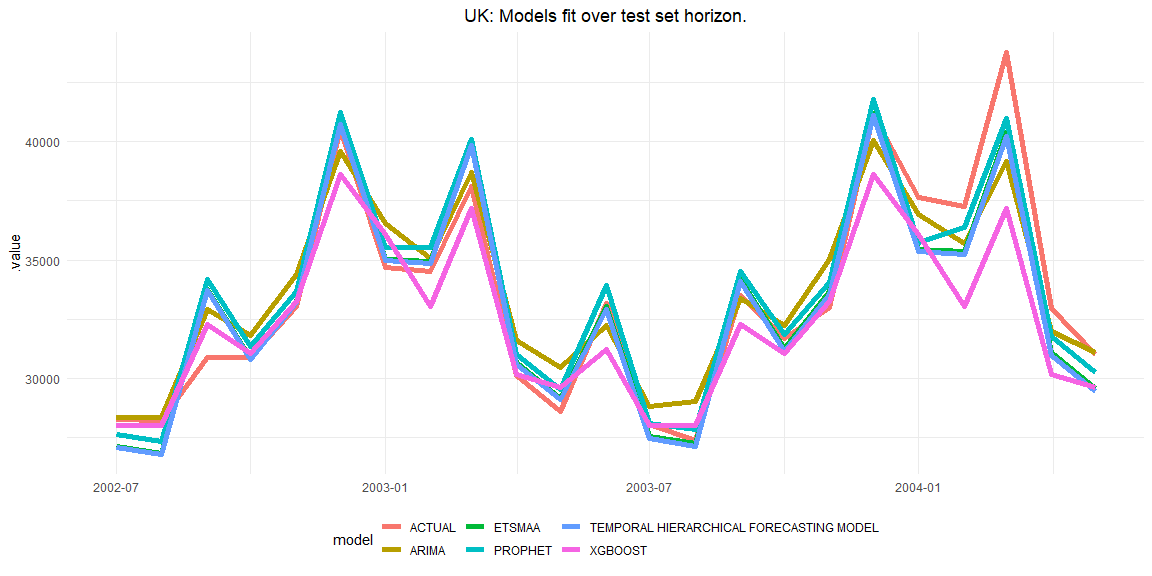 UK: Models fit over test set horizon.
.value
40000
35000
30000
2002-07 2003-01 2003-07 2004-01
model
ACTUAL ETSMAA TEMPORAL HIERARCHICAL FORECASTING MODEL
ARIMA PROPHET XGBOOST